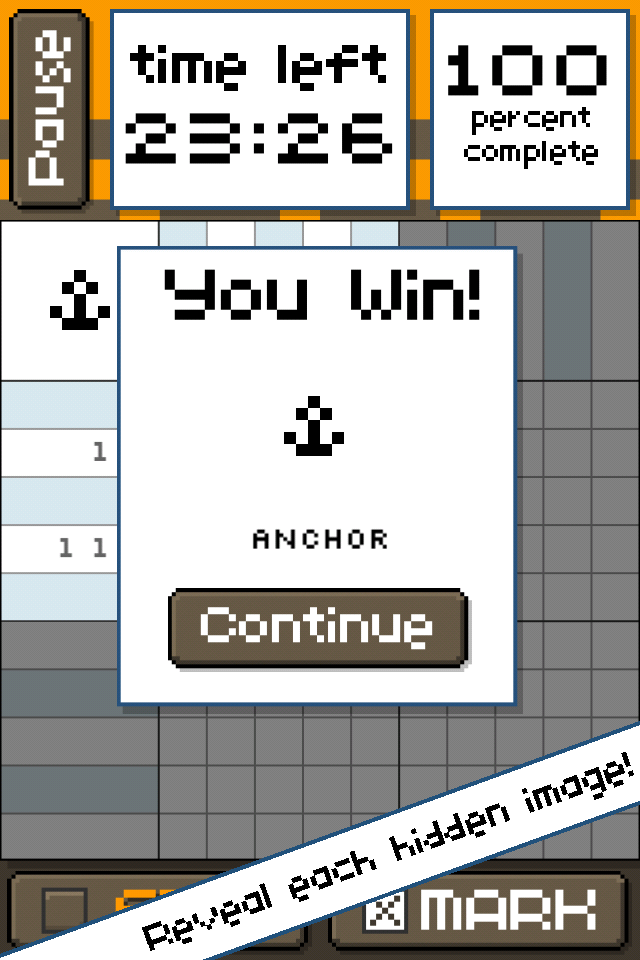 Pause
time left
23:26
100
percent
complete
You Win!
1
ANCHOR
1 1
Continue
Reveal each hidden image!
MARK